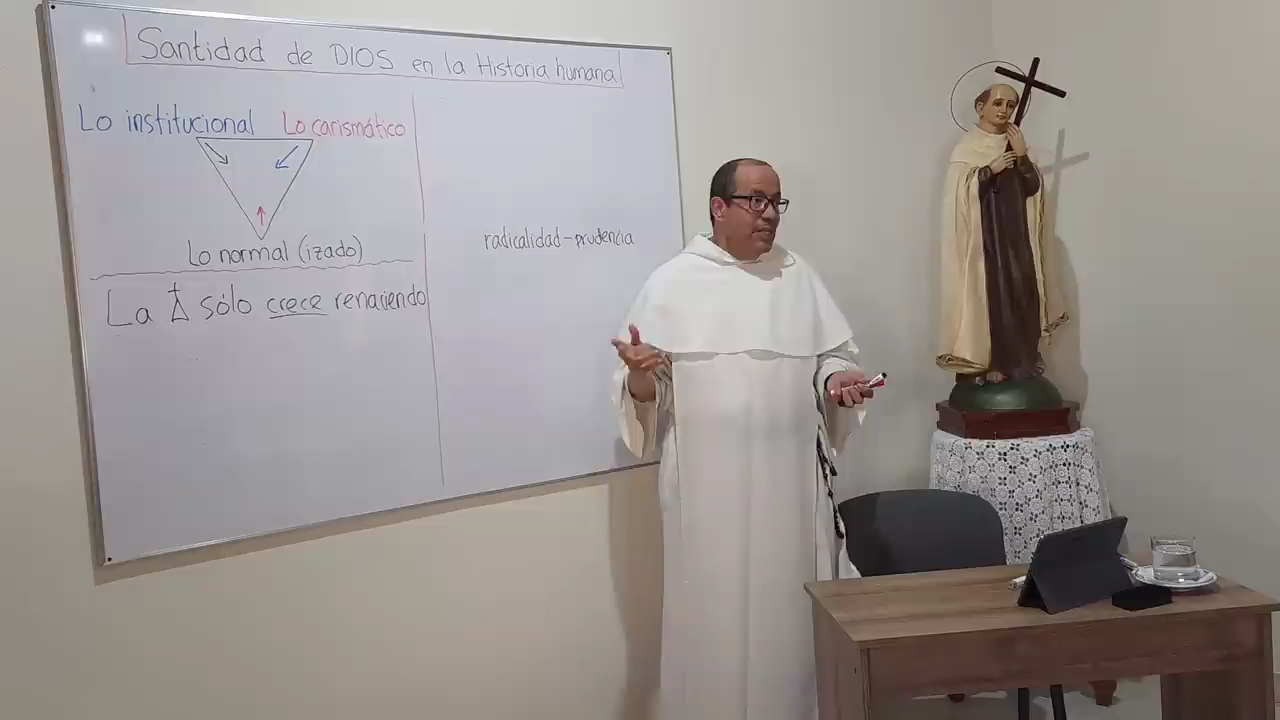 Santidad de DIOS en la Historia humana
Lo institucional Lo carismático
Lo normal (izado)
La sólo crece renaciendo
radicalidad-prudencia